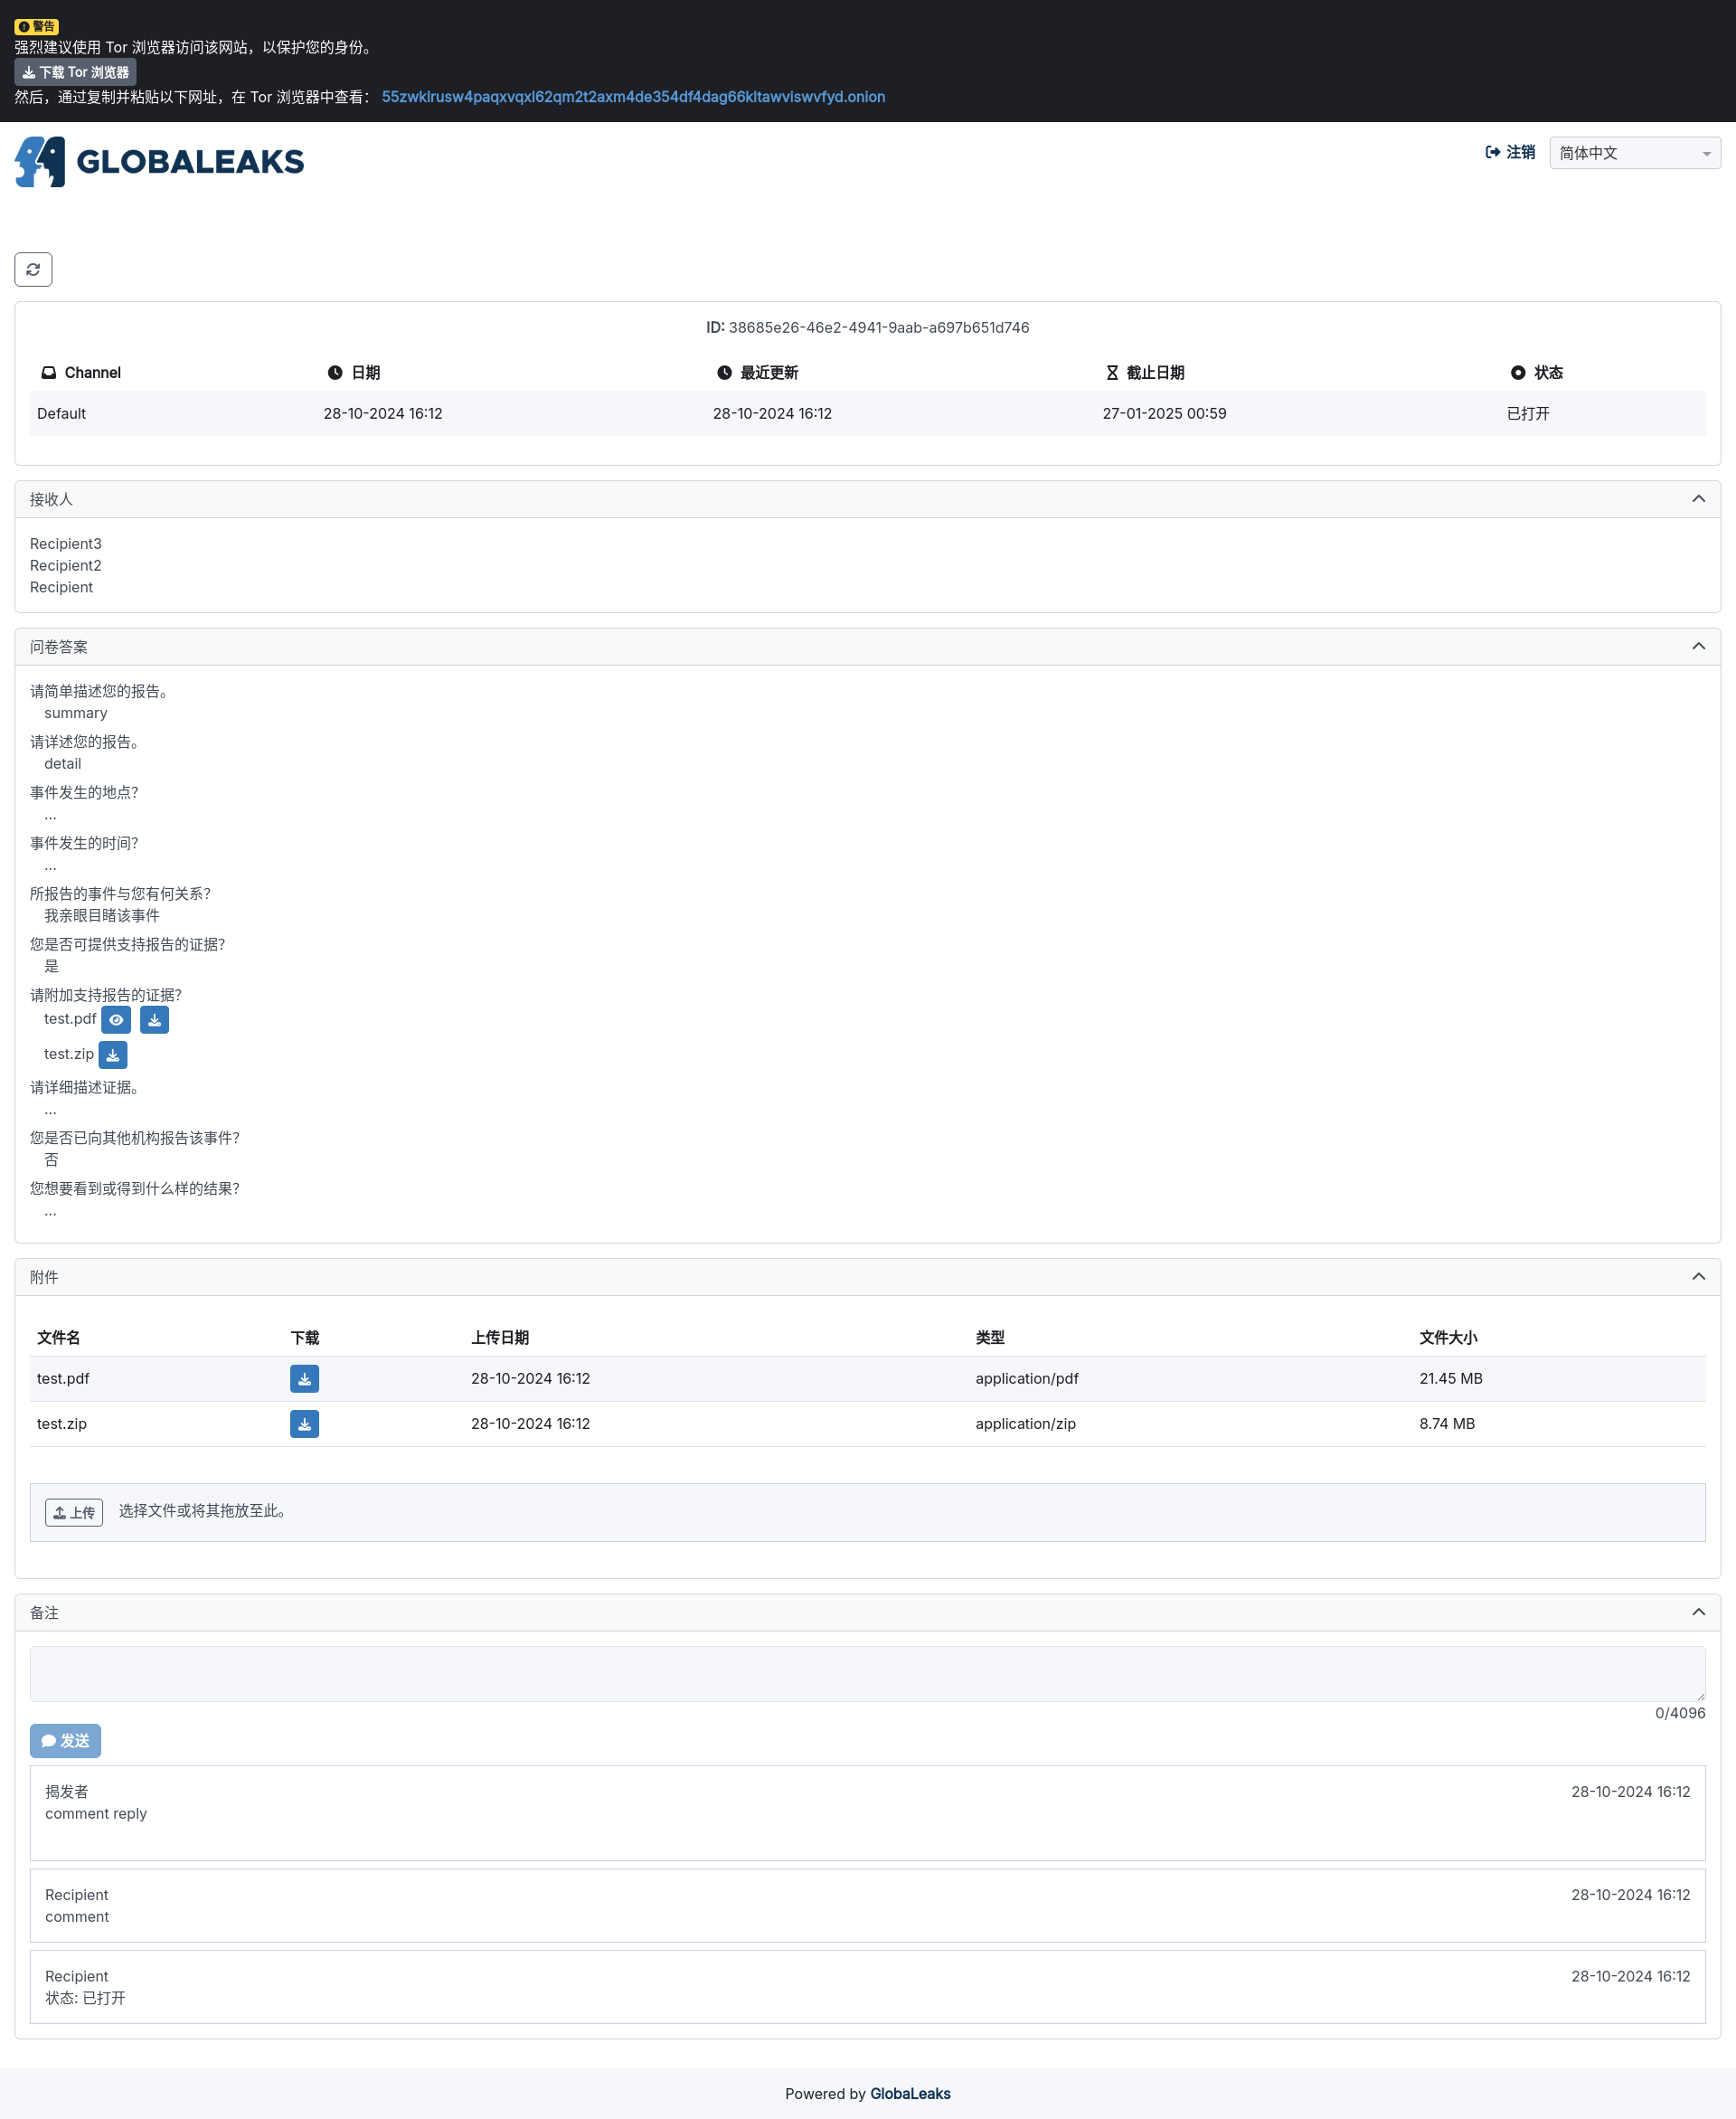 警告
强烈建议使用 Tor 浏览器访问该网站，以保护您的身份。
下载 Tor 浏览器
然后，通过复制并粘贴以下网址，在 Tor 浏览器中查看： 55zwklrusw4paqxvqxl62qm2t2axm4de354df4dag66kltawviswvfyd.onion
GLOBALEAKS
注销 简体中文
ID: 38685e26-46e2-4941-9aab-a697b651d746
Channel 日期 最近更新 截止日期 状态
Default 28-10-2024 16:12 28-10-2024 16:12 27-01-2025 00:59 已打开
接收人
Recipient3
Recipient2
Recipient
问卷答案
请简单描述您的报告。
summary
请详述您的报告。
detail
事件发生的地点？
...
事件发生的时间？
...
所报告的事件与您有何关系？
我亲眼目睹该事件
您是否可提供支持报告的证据？
是
请附加支持报告的证据？
test.pdf
test.zip
请详细描述证据。
...
您是否已向其他机构报告该事件？
否
您想要看到或得到什么样的结果？
...
附件
文件名 下载 上传日期 类型 文件大小
test.pdf 28-10-2024 16:12 application/pdf 21.45 MB
test.zip 28-10-2024 16:12 application/zip 8.74 MB
上传 选择文件或将其拖放至此。
备注
0/4096
发送
揭发者 28-10-2024 16:12
comment reply
Recipient 28-10-2024 16:12
comment
Recipient 28-10-2024 16:12
状态: 已打开
Powered by GlobaLeaks